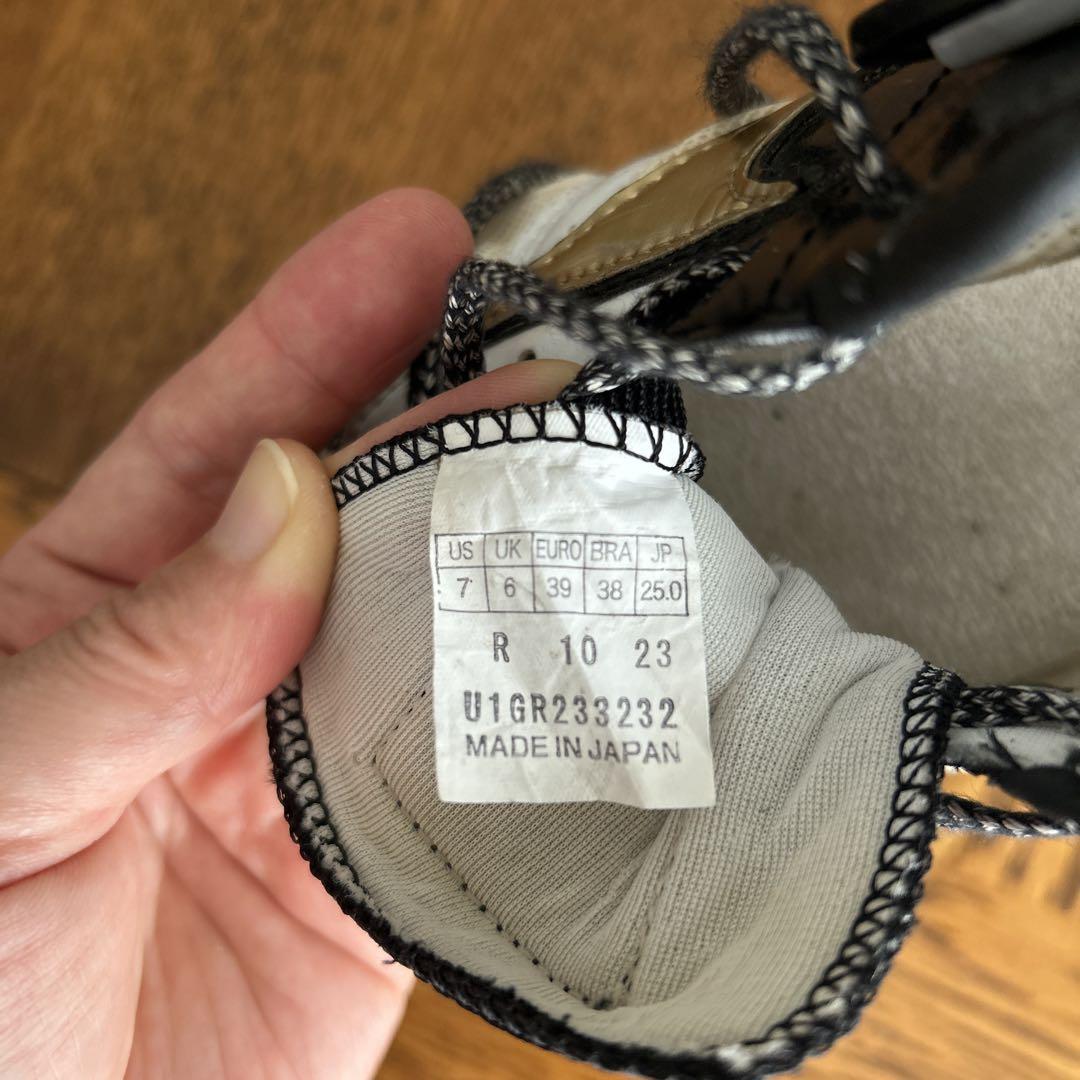 US UK EURO BRA JP
7 6 39 38 25.0
R 10 23
U1GR233232
MADE IN JAPAN